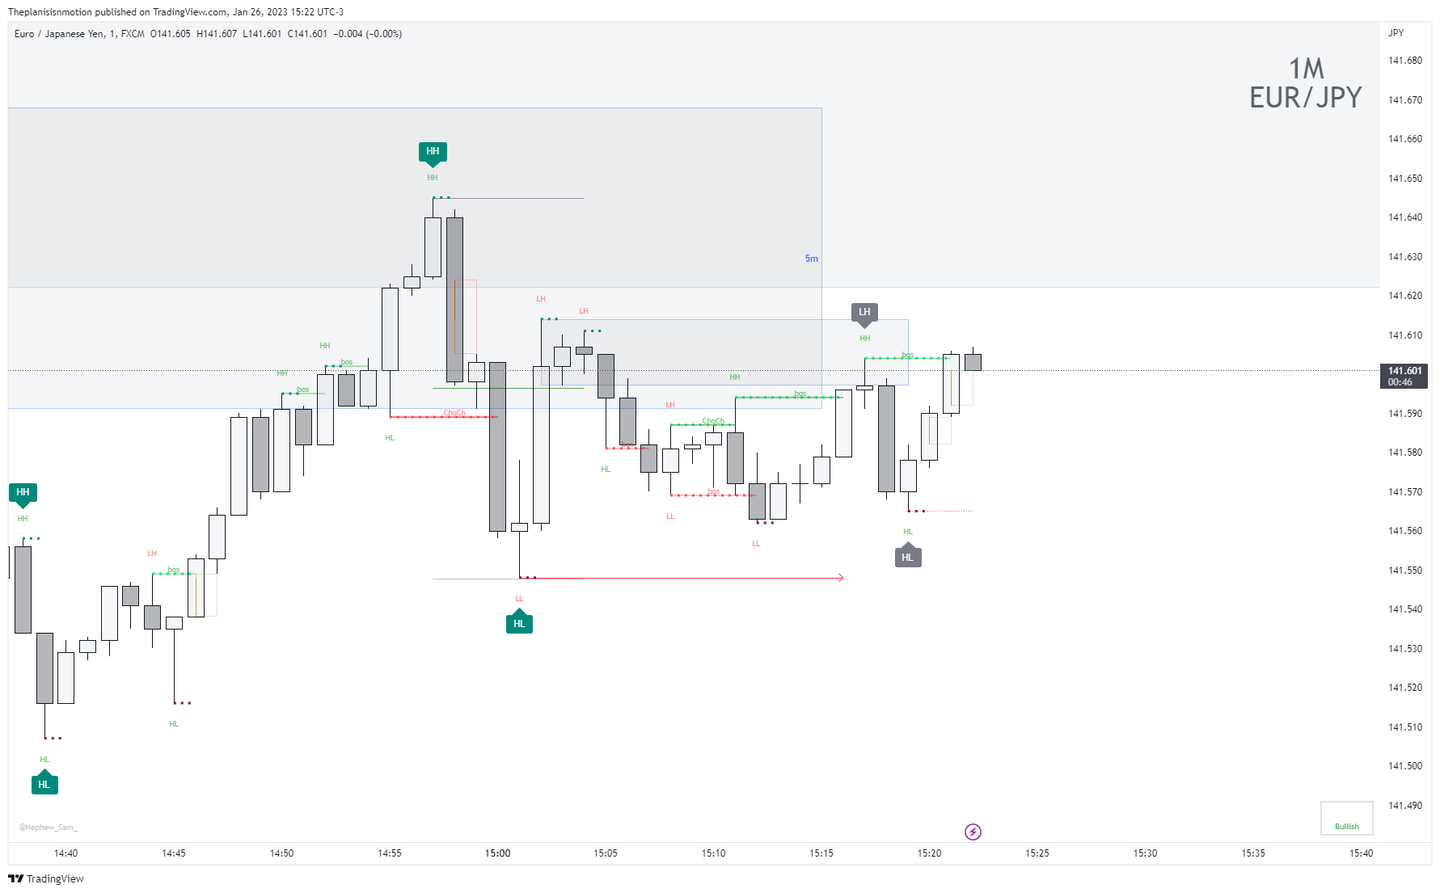 Theplanisisnmotion published on TradingView.com, Jan 26, 2023 15:22 UTC-3
Euro / Japanese Yen, 1, FXCM O141.605 H141.607 L141.601 C141.601 −0.004 (−0.00%)
JPY
1M
EUR/JPY
141.680
141.670
141.660
141.650
141.640
141.630
141.620
141.610
141.601
00:46
141.590
141.580
141.570
141.560
141.550
141.540
141.530
141.520
141.510
141.500
141.490
HH
HH
5m
LH
LH
LH
HH
HH
bos
bos
HH
bos
HH
bos
LH
ChoCh
HL
ChoCh
bos
HL
bos
LL
LL
HH
HH
LH
bos
HL
HL
HL
LL
HL
HL
HL
Bullish
@Nephew_Sam_
14:40
14:45
14:50
14:55
15:00
15:05
15:10
15:15
15:20
15:25
15:30
15:35
15:40
TradingView